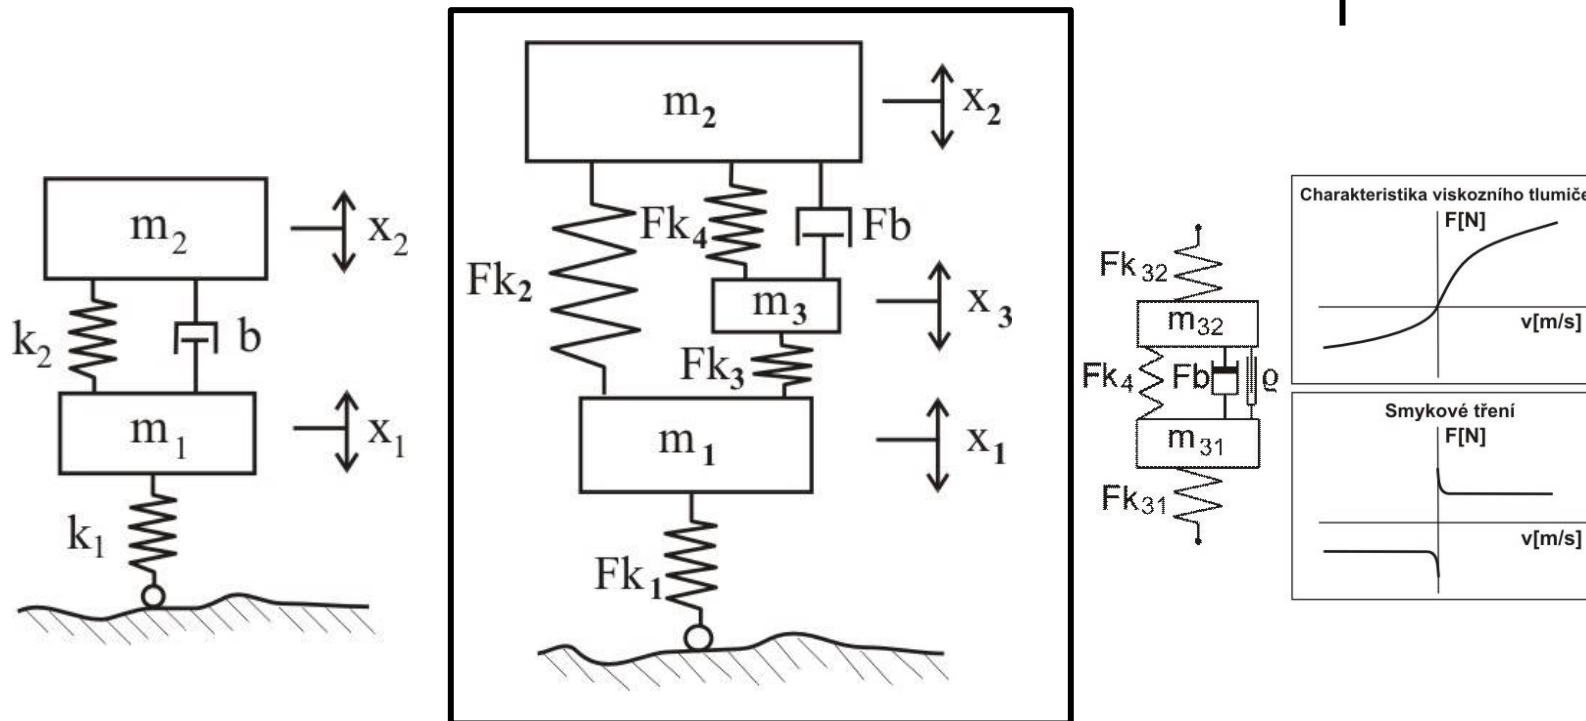 m2
x2
k2
b
m1
x1
k1
m2
x2
Fk4
Fb
Fk2
m3
x3
Fk3
m1
x1
Fk1
Fk32
m32
Fk4
Fb
ϱ
m31
Fk31
Charakteristika viskozního tlumiče
F[N]
v[m/s]
Smykové tření
F[N]
v[m/s]